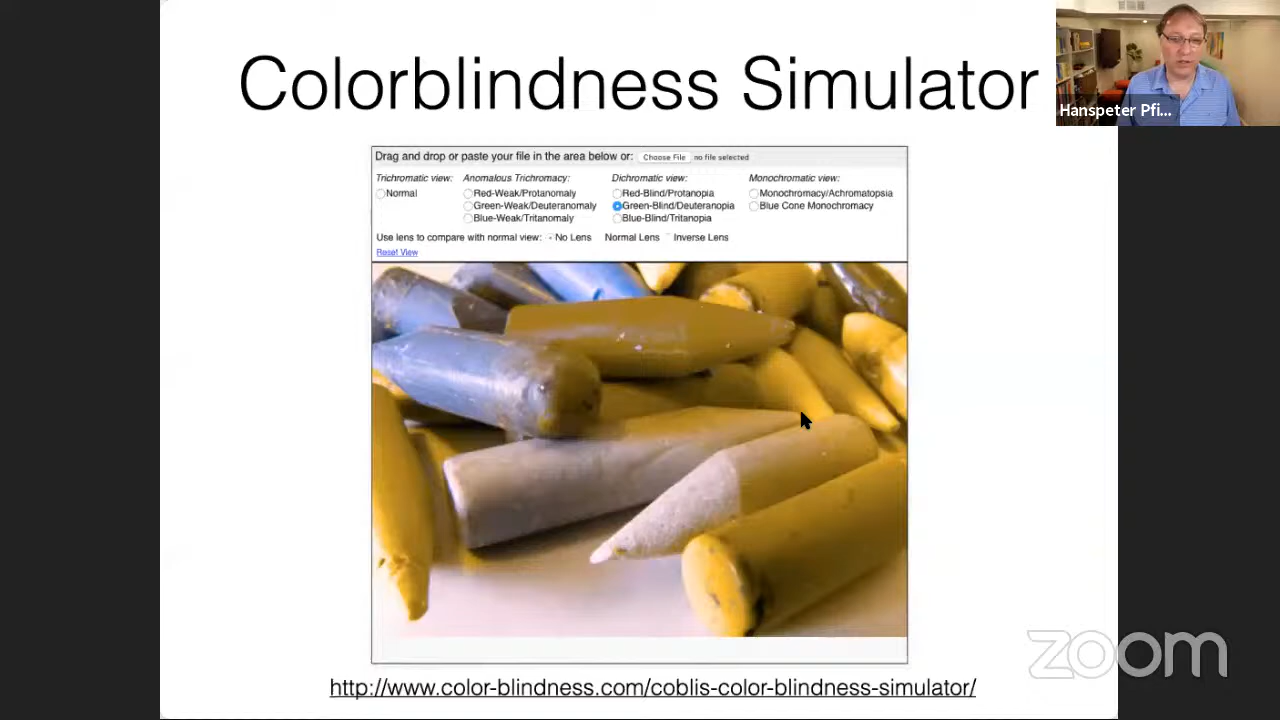 Colorblindness Simulator
Hanspeter Pfi...
Drag and drop or paste your file in the area below or: Choose File no file selected
Trichromatic view: Anomalous Trichromacy: Dichromatic view: Monochromatic view:
Normal Red-Weak/Protanomaly Red-Blind/Protanopia Monochromacy/Achromatopsia
Green-Weak/Deuteranomaly Green-Blind/Deuteranopia Blue Cone Monochromacy
Blue-Weak/Tritanomaly Blue-Blind/Tritanopia
Use lens to compare with normal view: No Lens Normal Lens Inverse Lens
Reset View
zoom
http://www.color-blindness.com/coblis-color-blindness-simulator/